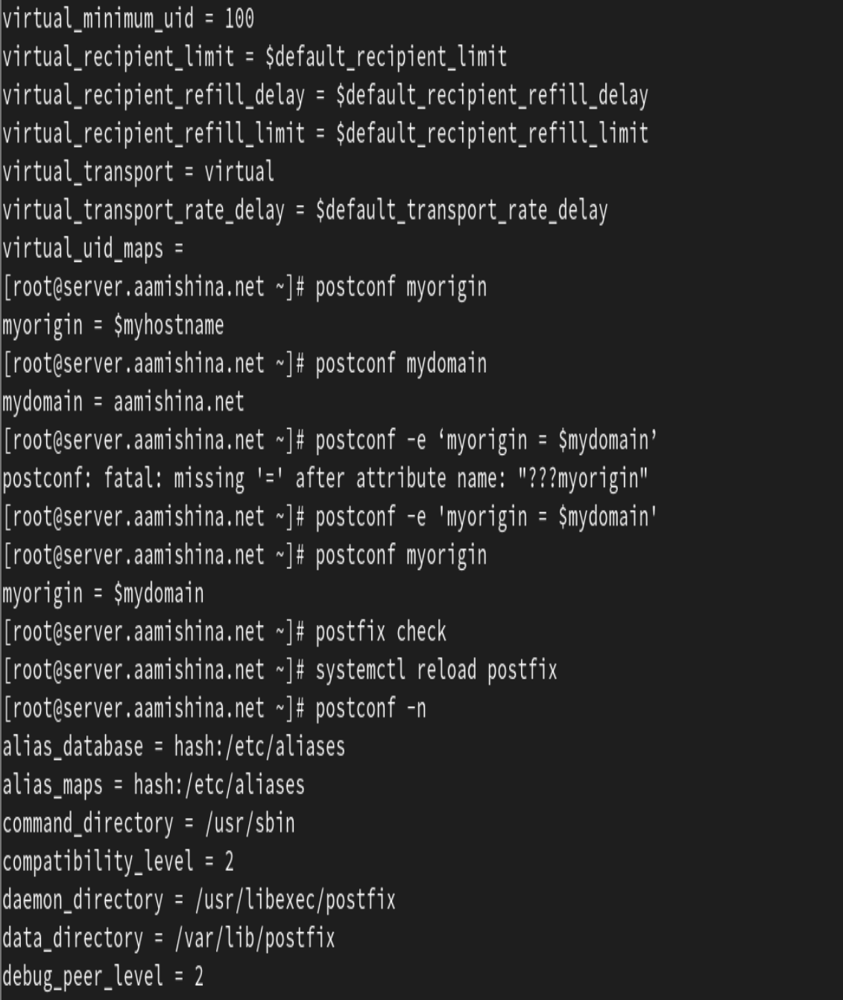 virtual_minimum_uid = 100
virtual_recipient_limit = $default_recipient_limit
virtual_recipient_refill_delay = $default_recipient_refill_delay
virtual_recipient_refill_limit = $default_recipient_refill_limit
virtual_transport = virtual
virtual_transport_rate_delay = $default_transport_rate_delay
virtual_uid_maps =
[root@server.aamishina.net ~]# postconf myorigin
myorigin = $myhostname
[root@server.aamishina.net ~]# postconf mydomain
mydomain = aamishina.net
[root@server.aamishina.net ~]# postconf -e ‘myorigin = $mydomain’
postconf: fatal: missing '=' after attribute name: "???myorigin"
[root@server.aamishina.net ~]# postconf -e 'myorigin = $mydomain'
[root@server.aamishina.net ~]# postconf myorigin
myorigin = $mydomain
[root@server.aamishina.net ~]# postfix check
[root@server.aamishina.net ~]# systemctl reload postfix
[root@server.aamishina.net ~]# postconf -n
alias_database = hash:/etc/aliases
alias_maps = hash:/etc/aliases
command_directory = /usr/sbin
compatibility_level = 2
daemon_directory = /usr/libexec/postfix
data_directory = /var/lib/postfix
debug_peer_level = 2